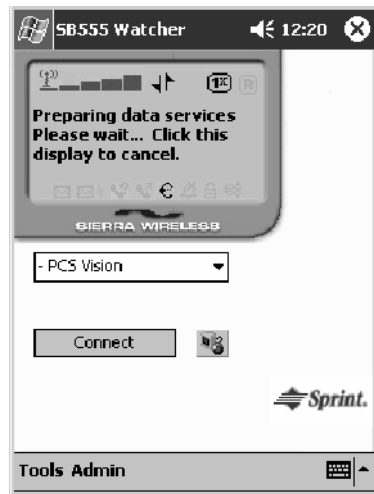 SB555 Watcher 12:20
1X R
Preparing data services
Please wait... Click this
display to cancel.
SIERRA WIRELESS
- PCS Vision
Connect
Sprint.
Tools Admin